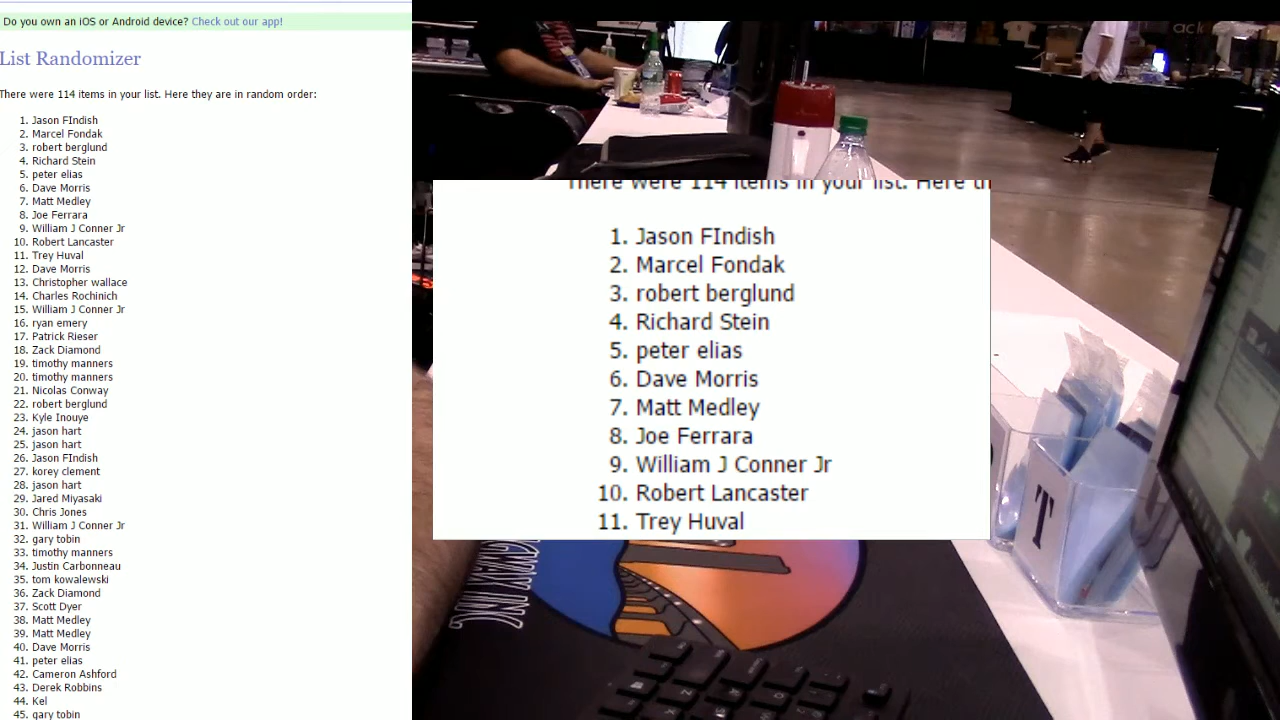 Do you own an iOS or Android device? Check out our app!
List Randomizer
There were 114 items in your list. Here they are in random order:
1. Jason FIndish
2. Marcel Fondak
3. robert berglund
4. Richard Stein
5. peter elias
6. Dave Morris
7. Matt Medley
8. Joe Ferrara
9. William J Conner Jr
10. Robert Lancaster
11. Trey Huval
12. Dave Morris
13. Christopher wallace
14. Charles Rochinich
15. William J Conner Jr
16. ryan emery
17. Patrick Rieser
18. Zack Diamond
19. timothy manners
20. timothy manners
21. Nicolas Conway
22. robert berglund
23. Kyle Inouye
24. jason hart
25. jason hart
26. Jason FIndish
27. korey clement
28. jason hart
29. Jared Miyasaki
30. Chris Jones
31. William J Conner Jr
32. gary tobin
33. timothy manners
34. Justin Carbonneau
35. tom kowalewski
36. Zack Diamond
37. Scott Dyer
38. Matt Medley
39. Matt Medley
40. Dave Morris
41. peter elias
42. Cameron Ashford
43. Derek Robbins
44. Kel
45. gary tobin
There were 114 items in your list. Here th
1. Jason FIndish
2. Marcel Fondak
3. robert berglund
4. Richard Stein
5. peter elias
6. Dave Morris
7. Matt Medley
8. Joe Ferrara
9. William J Conner Jr
10. Robert Lancaster
11. Trey Huval
T